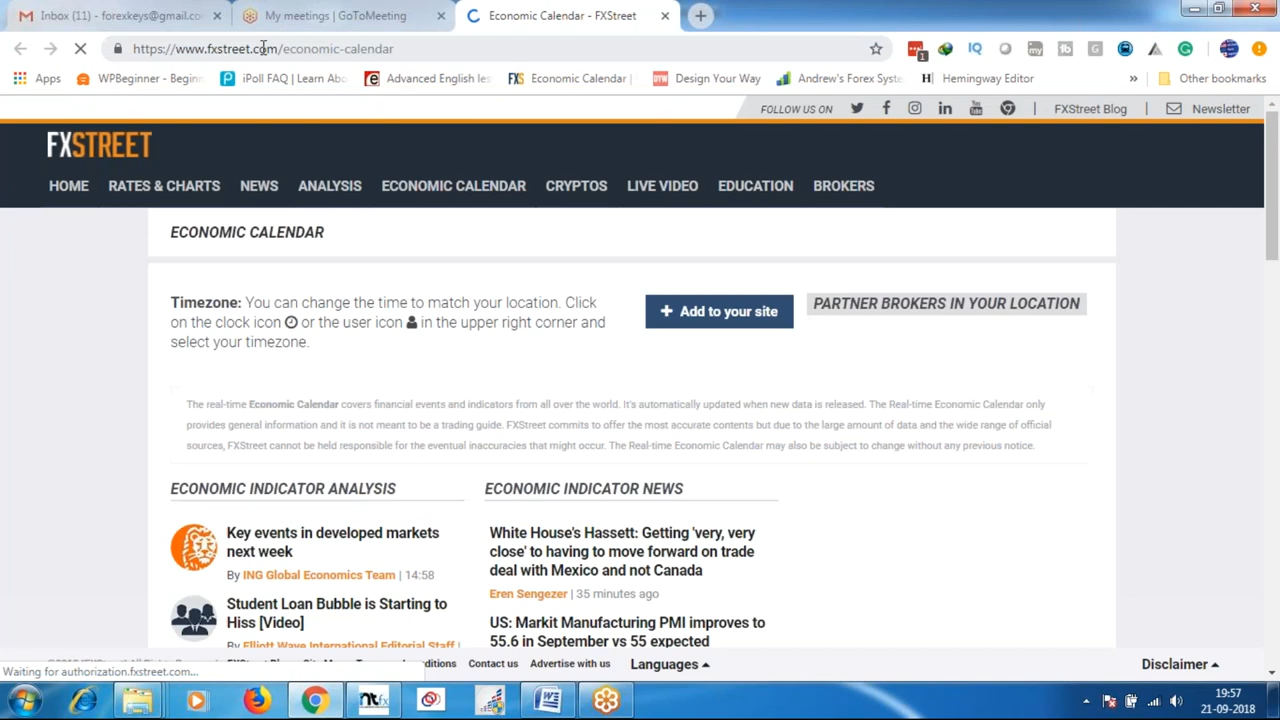 Inbox (11) - forexkeys@gmail.co
My meetings | GoToMeeting
Economic Calendar - FXStreet
https://www.fxstreet.com/economic-calendar
1
IQ
my
G
Apps
WPBeginner - Beginn
iPoll FAQ | Learn Abo
Advanced English les
FXS Economic Calendar |
DYW Design Your Way
Andrew's Forex Syste
H Hemingway Editor
»
Other bookmarks
FOLLOW US ON
FXStreet Blog
Newsletter
FXSTREET
HOME RATES & CHARTS NEWS ANALYSIS ECONOMIC CALENDAR CRYPTOS LIVE VIDEO EDUCATION BROKERS
ECONOMIC CALENDAR
Timezone: You can change the time to match your location. Click
on the clock icon or the user icon in the upper right corner and
select your timezone.
+ Add to your site
PARTNER BROKERS IN YOUR LOCATION
The real-time Economic Calendar covers financial events and indicators from all over the world. It's automatically updated when new data is released. The Real-time Economic Calendar only
provides general information and it is not meant to be a trading guide. FXStreet commits to offer the most accurate contents but due to the large amount of data and the wide range of official
sources, FXStreet cannot be held responsible for the eventual inaccuracies that might occur. The Real-time Economic Calendar may also be subject to change without any previous notice.
ECONOMIC INDICATOR ANALYSIS
Key events in developed markets
next week
By ING Global Economics Team | 14:58
Student Loan Bubble is Starting to
Hiss [Video]
By Elliott Wave International Editorial Staff |
ECONOMIC INDICATOR NEWS
White House's Hassett: Getting 'very, very
close' to having to move forward on trade
deal with Mexico and not Canada
Eren Sengezer | 35 minutes ago
US: Markit Manufacturing PMI improves to
55.6 in September vs 55 expected
Contact us
Advertise with us
Languages
Disclaimer
Waiting for authorization.fxstreet.com...
ntfx
19:57
21-09-2018